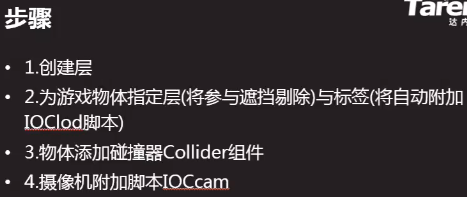 Taren
达内
步骤
• 1.创建层
• 2.为游戏物体指定层(将参与遮挡剔除)与标签(将自动附加
IOClod脚本)
• 3.物体添加碰撞器Collider组件
• 4.摄像机附加脚本IOCcam